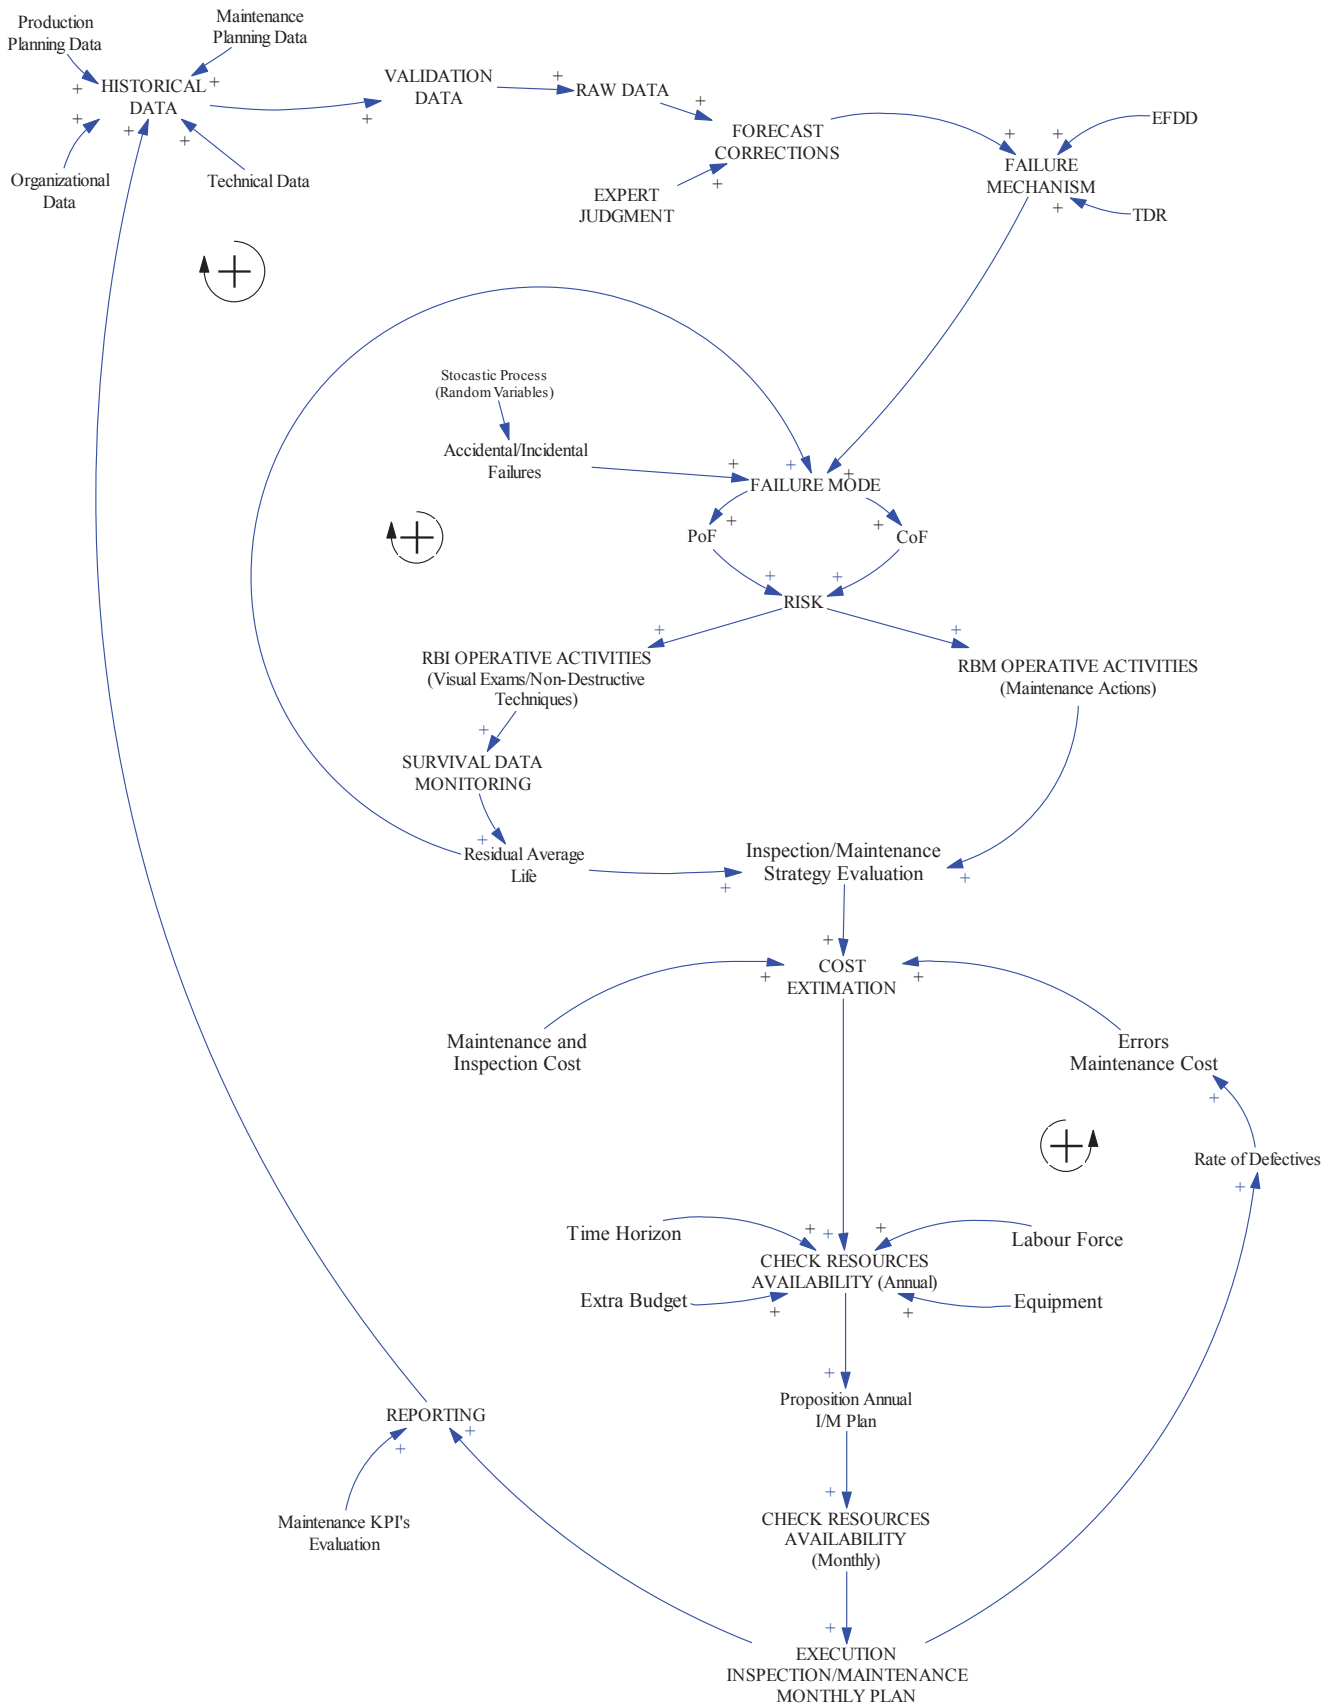 Production
Planning Data
Maintenance
Planning Data
HISTORICAL
DATA
Organizational
Data
Technical Data
VALIDATION
DATA
RAW DATA
FORECAST
CORRECTIONS
EXPERT
JUDGMENT
EFDD
FAILURE
MECHANISM
TDR
Stocastic Process
(Random Variables)
Accidental/Incidental
Failures
FAILURE MODE
PoF
CoF
RISK
RBI OPERATIVE ACTIVITIES
(Visual Exams/Non-Destructive
Techniques)
RBM OPERATIVE ACTIVITIES
(Maintenance Actions)
SURVIVAL DATA
MONITORING
Residual Average
Life
Inspection/Maintenance
Strategy Evaluation
COST
EXTIMATION
Maintenance and
Inspection Cost
Errors
Maintenance Cost
Rate of Defectives
Time Horizon
Labour Force
CHECK RESOURCES
AVAILABILITY (Annual)
Extra Budget
Equipment
Proposition Annual
I/M Plan
REPORTING
Maintenance KPI's
Evaluation
CHECK RESOURCES
AVAILABILITY
(Monthly)
EXECUTION
INSPECTION/MAINTENANCE
MONTHLY PLAN